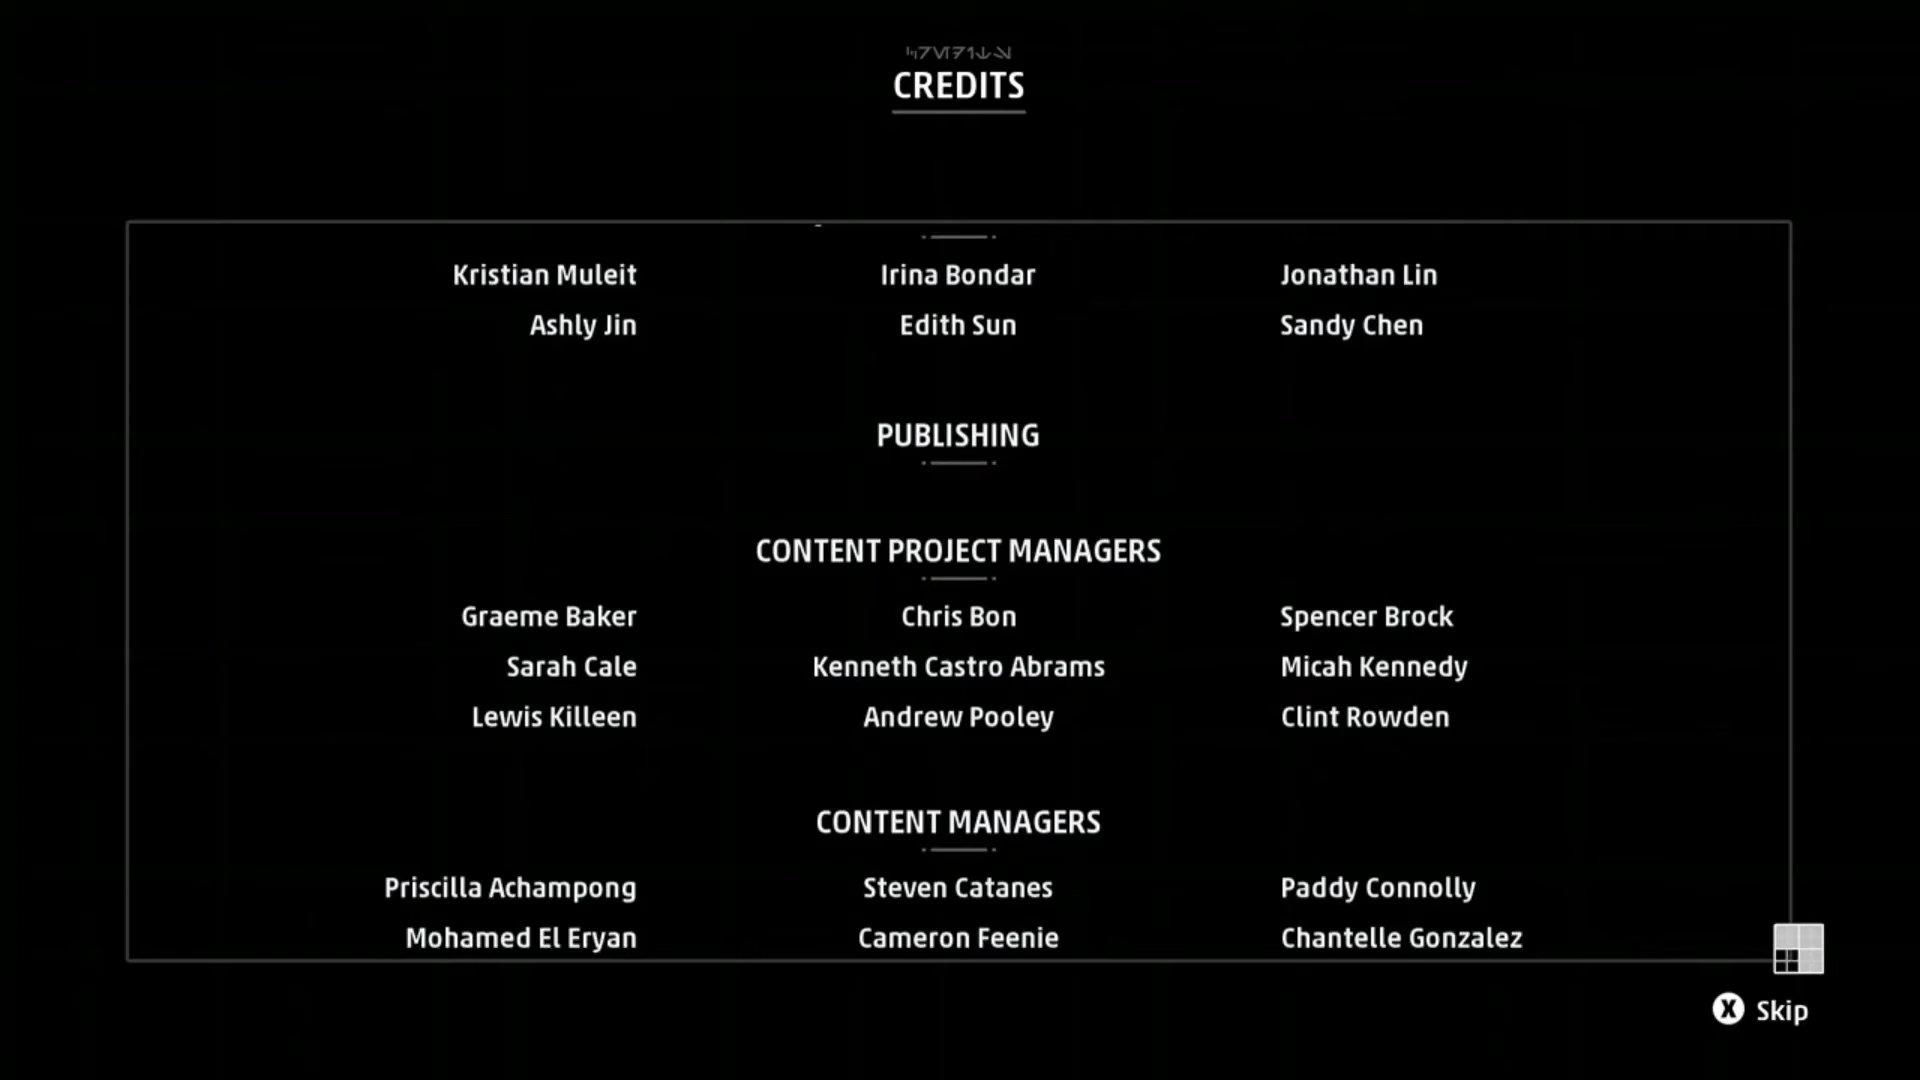 CREDITS
Kristian Muleit Irina Bondar Jonathan Lin
Ashly Jin Edith Sun Sandy Chen
PUBLISHING
CONTENT PROJECT MANAGERS
Graeme Baker Chris Bon Spencer Brock
Sarah Cale Kenneth Castro Abrams Micah Kennedy
Lewis Killeen Andrew Pooley Clint Rowden
CONTENT MANAGERS
Priscilla Achampong Steven Catanes Paddy Connolly
Mohamed El Eryan Cameron Feenie Chantelle Gonzalez
X Skip